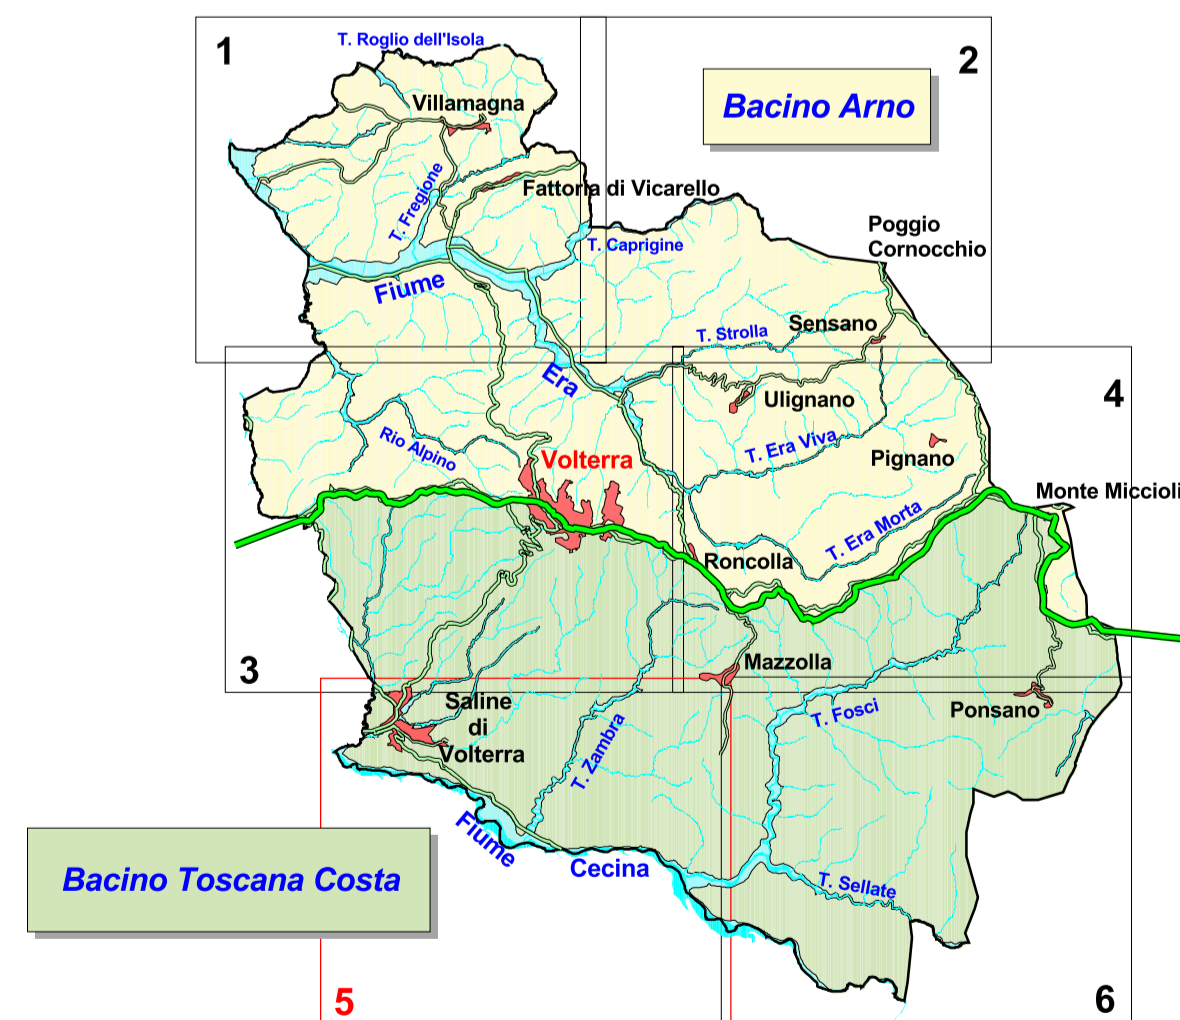 1
T. Roglio dell'Isola
2
Villamagna
Bacino Arno
T. Fregione
Fattoria di Vicarello
Poggio
Cornocchio
T. Caprigine
Fiume
Sensano
T. Strolla
Era
Ulignano
4
Rio Alpino
Volterra
T. Era Viva
Pignano
Monte Miccioli
T. Era Morta
Roncolla
3
Mazzolla
Saline
di
Volterra
T. Zambra
T. Fosci
Ponsano
Fiume
Cecina
Bacino Toscana Costa
T. Sellate
5
6